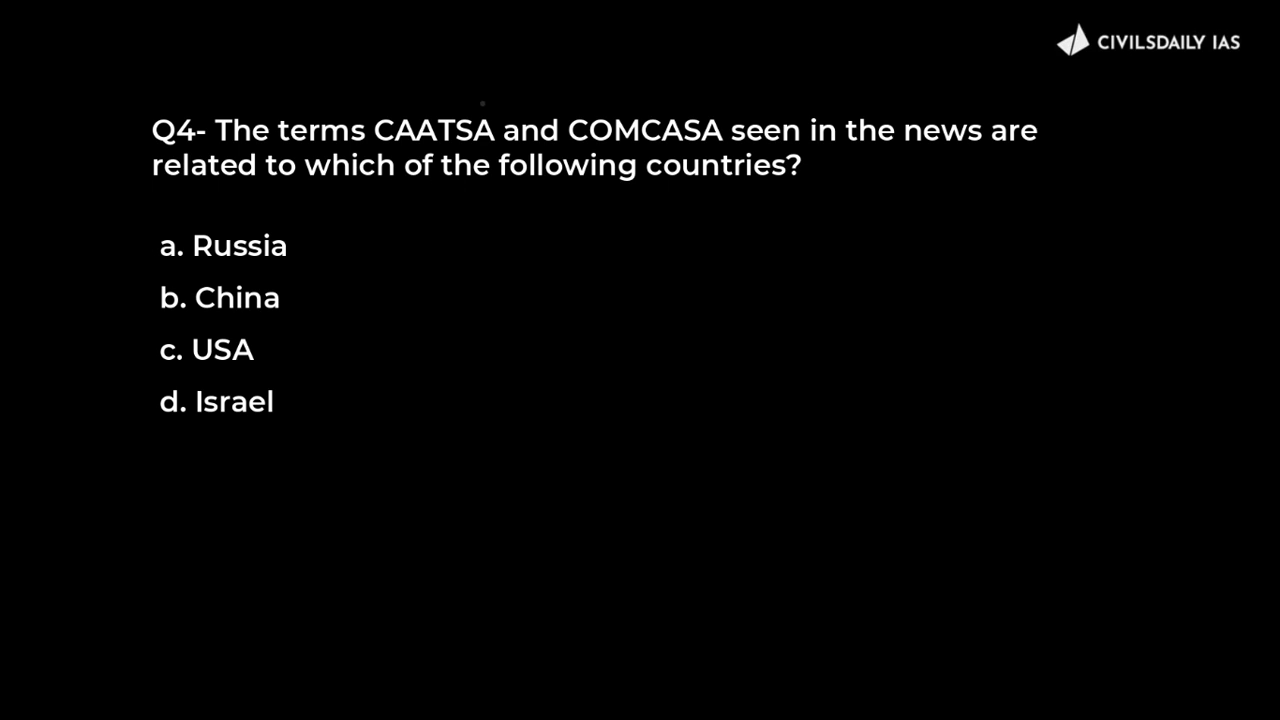 CIVILSDAILY IAS
Q4- The terms CAATSA and COMCASA seen in the news are
related to which of the following countries?
a. Russia
b. China
c. USA
d. Israel